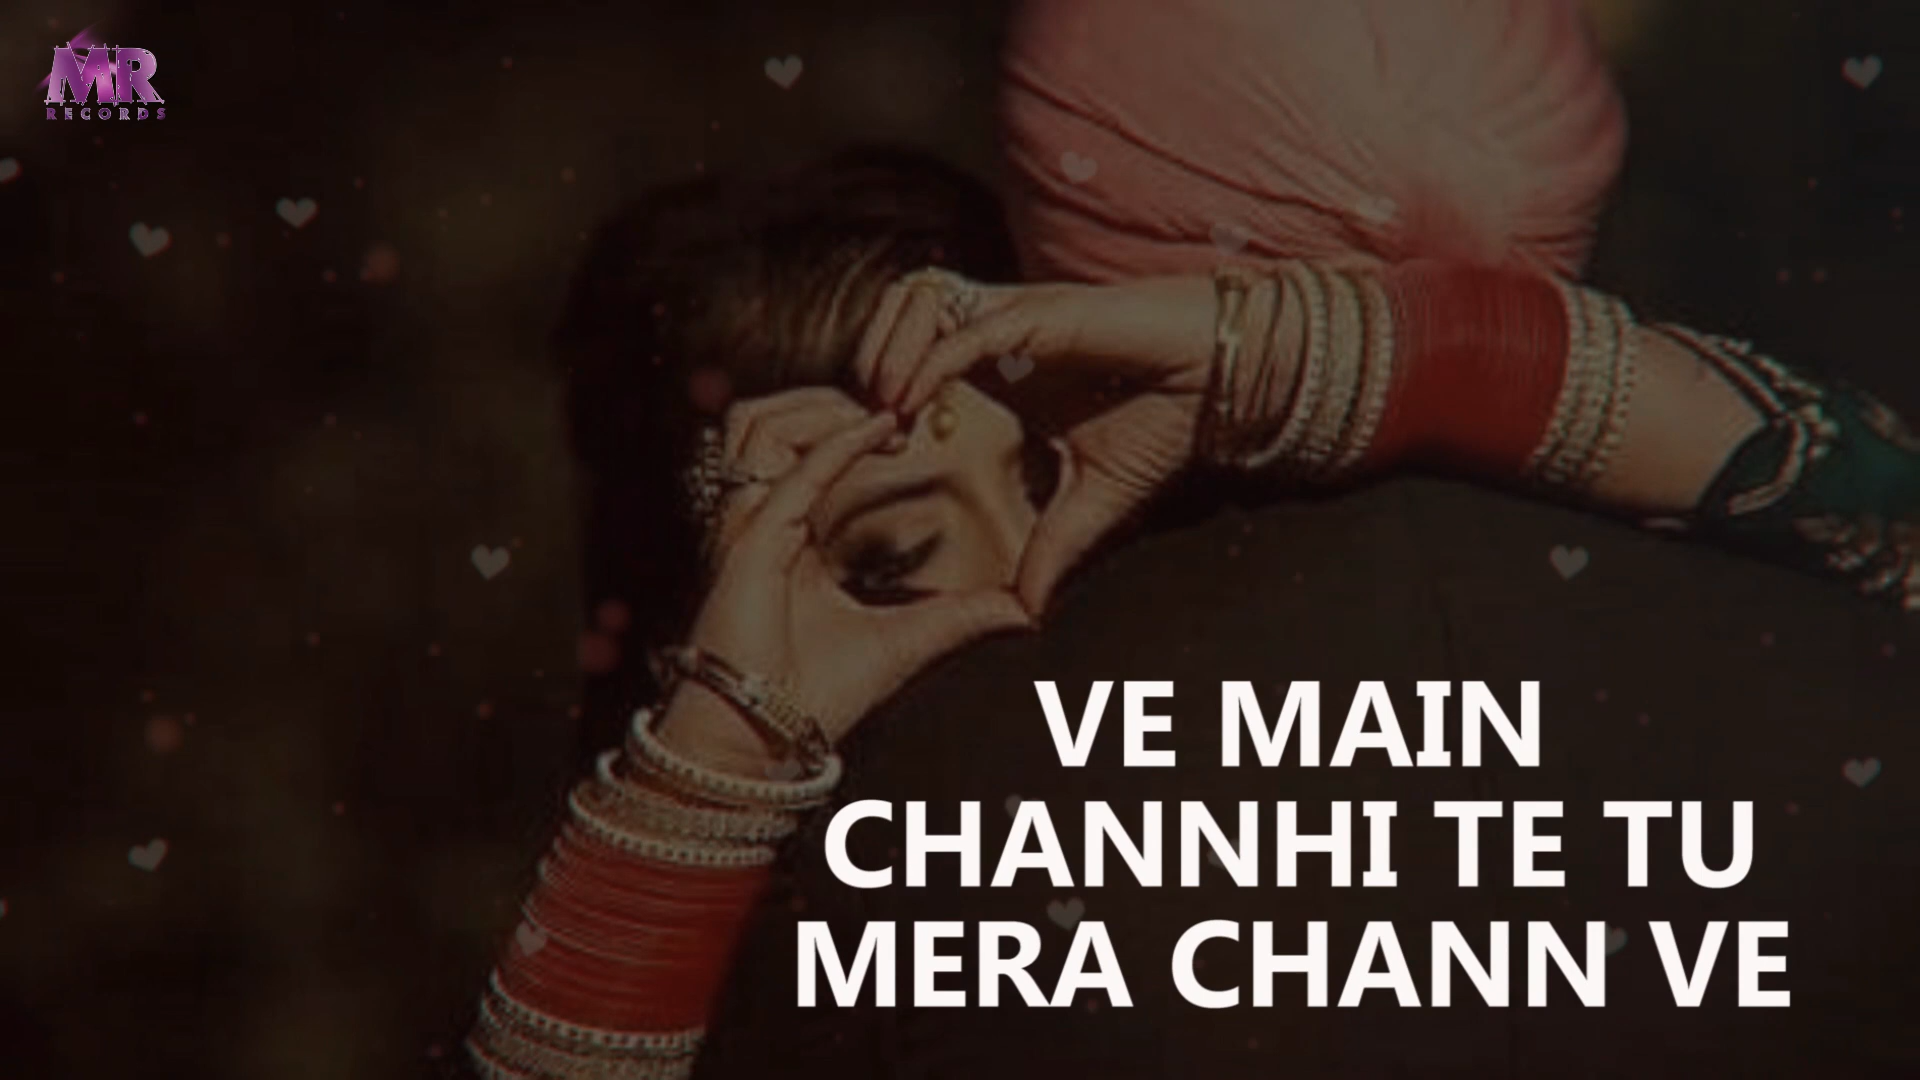 MR
RECORDS
VE MAIN
CHANNHI TE TU
MERA CHANN VE